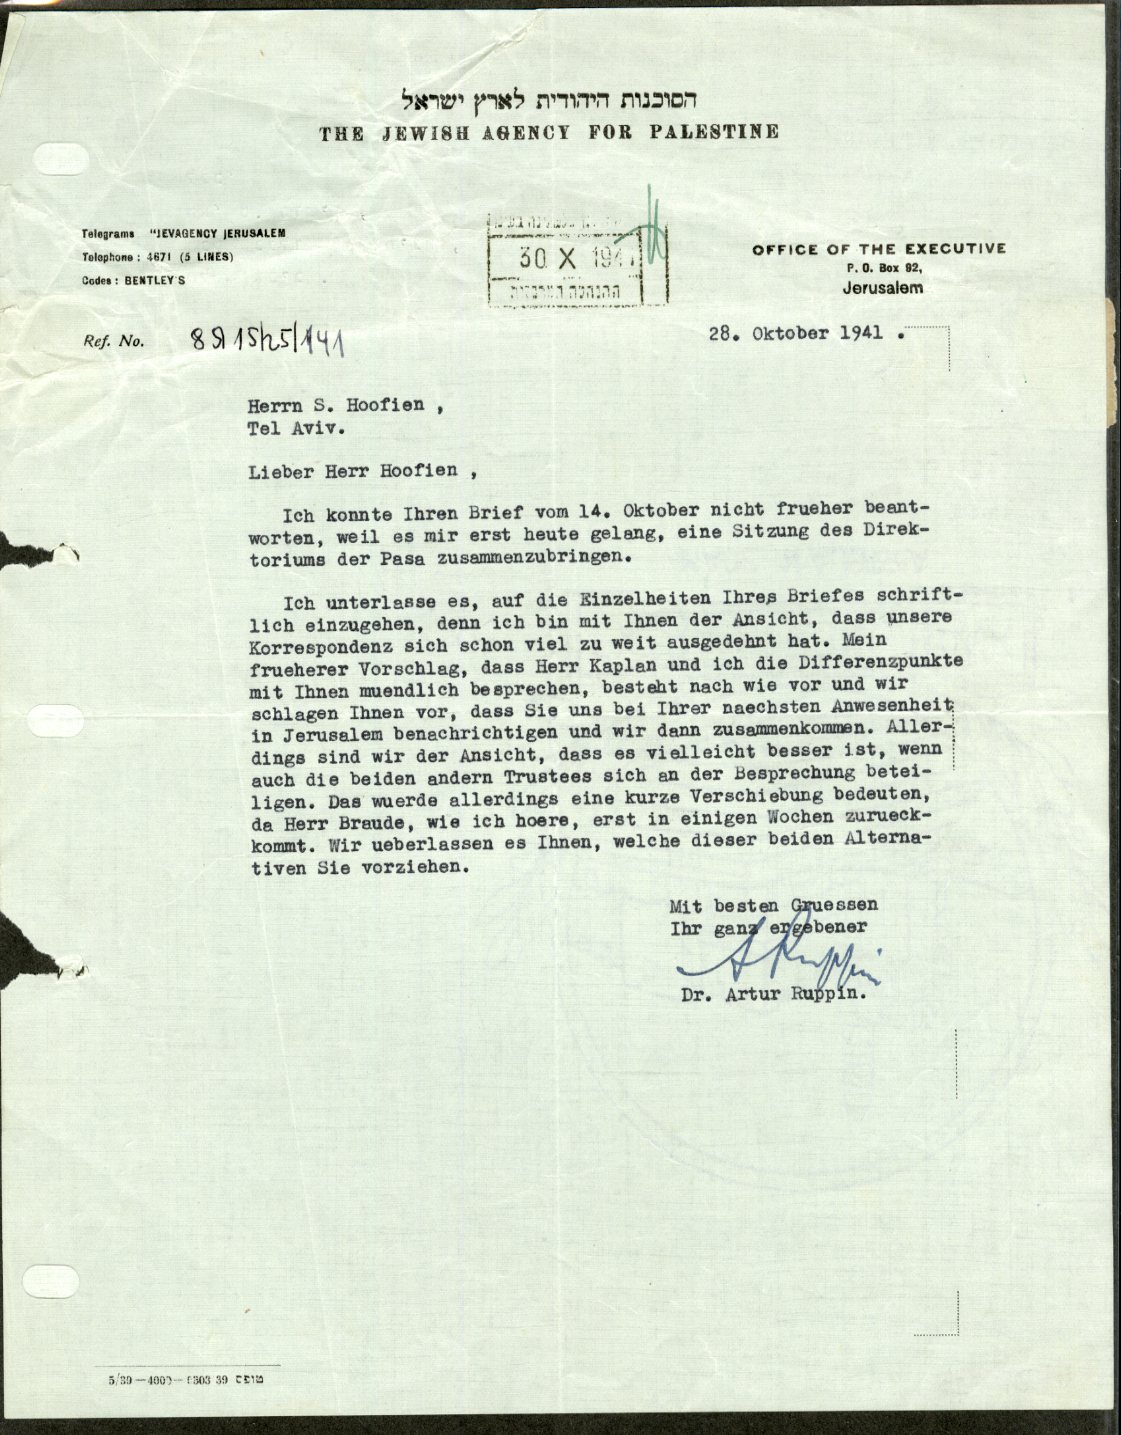 הסוכנות היהודית לארץ ישראל
THE JEWISH AGENCY FOR PALESTINE
Telegrams "JEVAGENCY JERUSALEM
Telephone : 4671 (5 LINES)
Codes : BENTLEY'S
30 X 194
ההנהלה המרכזית
OFFICE OF THE EXECUTIVE
P. O. Box 92,
Jerusalem
Ref. No.
28. Oktober 1941 .
Herrn S. Hoofien ,
Tel Aviv.
Lieber Herr Hoofien ,
Ich konnte Ihren Brief vom 14. Oktober nicht frueher beant-
worten, weil es mir erst heute gelang, eine Sitzung des Direk-
toriums der Pasa zusammenzubringen.
Ich unterlasse es, auf die Einzelheiten Ihres Briefes schrift-
lich einzugehen, denn ich bin mit Ihnen der Ansicht, dass unsere
Korrespondenz sich schon viel zu weit ausgedehnt hat. Mein
frueherer Vorschlag, dass Herr Kaplan und ich die Differenzpunkte
mit Ihnen muendlich besprechen, besteht nach wie vor und wir
schlagen Ihnen vor, dass Sie uns bei Ihrer naechsten Anwesenheit
in Jerusalem benachrichtigen und wir dann zusammenkommen. Aller-
dings sind wir der Ansicht, dass es vielleicht besser ist, wenn
auch die beiden andern Trustees sich an der Besprechung betei-
ligen. Das wuerde allerdings eine kurze Verschiebung bedeuten,
da Herr Braude, wie ich hoere, erst in einigen Wochen zurueck-
kommt. Wir ueberlassen es Ihnen, welche dieser beiden Alterna-
tiven Sie vorziehen.
Mit besten Gruessen
Ihr ganz ergebener
A Ruppin
Dr. Artur Ruppin.
5/39 — 4000 — 6303 39 טופס